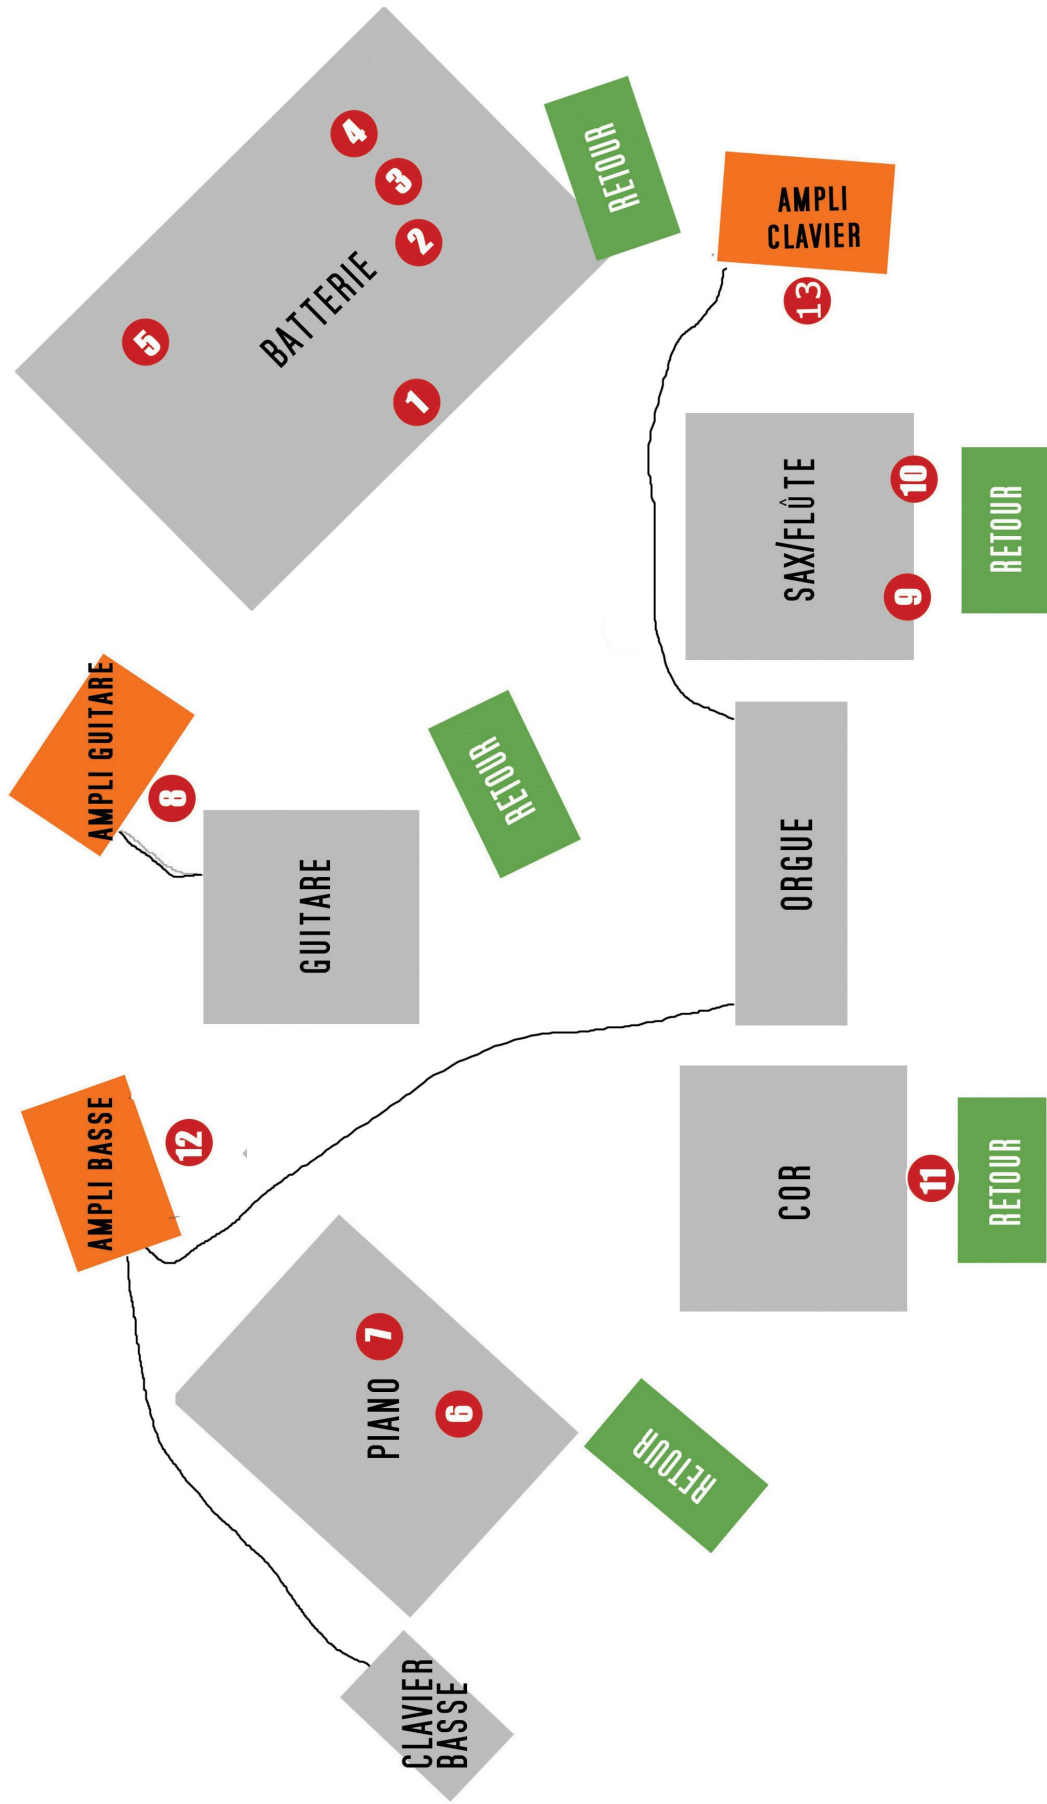 AMPLI BASSE
12
AMPLI GUITARE
8
5
4
3
2
1
BATTERIE
GUITARE
PIANO
7
6
CLAVIER
BASSE
RETOUR
RETOUR
RETOUR
COR
11
ORGUE
SAX/FLÛTE
9
10
13
AMPLI
CLAVIER
RETOUR
RETOUR